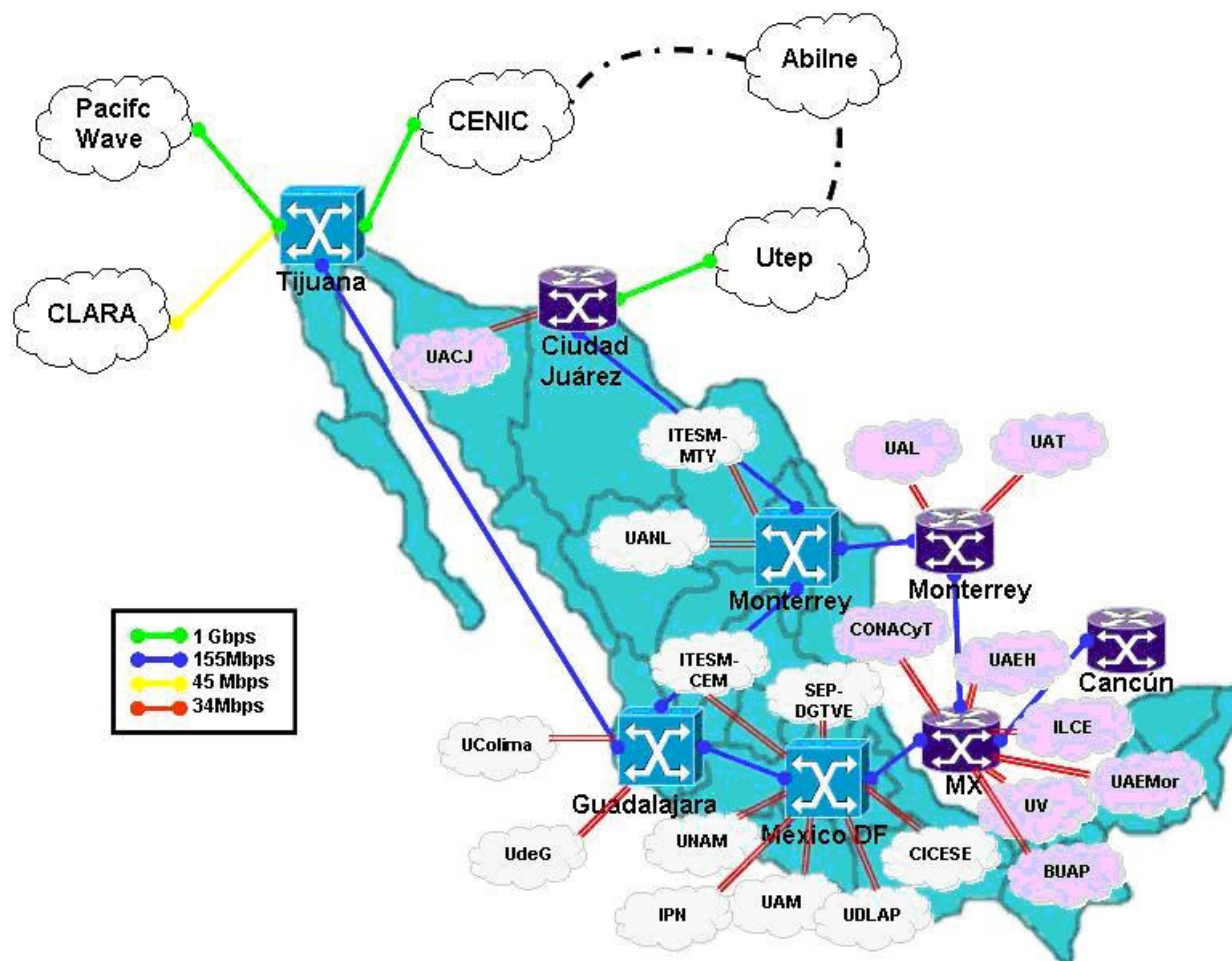 Abilne
Pacifc
Wave
CENIC
Utep
Tijuana
CLARA
Ciudad
Juárez
UACJ
ITESM-
MTY
UAL
UAT
UANL
Monterrey
Monterrey
CONACyT
UAEH
Cancún
1 Gbps
155Mbps
45 Mbps
34Mbps
ITESM-
CEM
SEP-
DGTVE
ILCE
UColima
UAEMor
MX
Guadalajara
México DF
UV
UNAM
CICESE
UdeG
BUAP
IPN
UAM
UDLAP